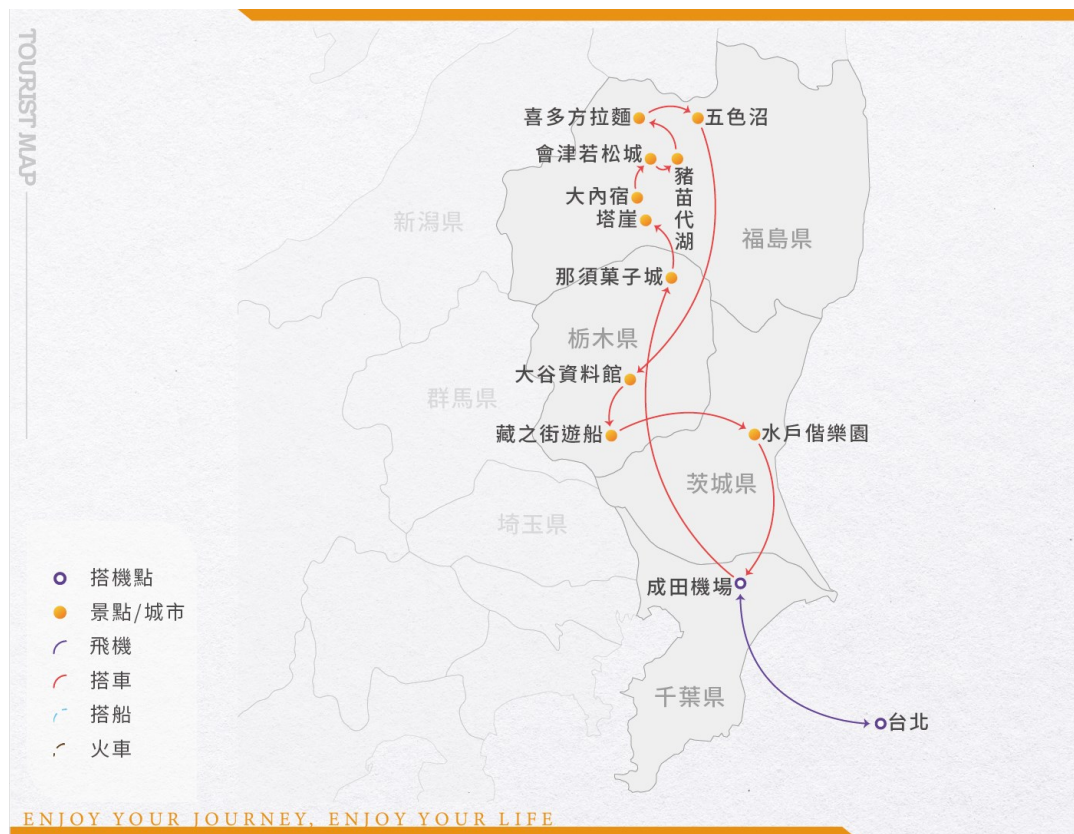 TOURIST MAP
喜多方拉麵
五色沼
會津若松城
豬苗代湖
大內宿
塔崖
新潟県
福島県
那須菓子城
栃木県
大谷資料館
群馬県
藏之街遊船
水戶偕樂園
茨城県
埼玉県
成田機場
千葉県
台北
搭機點
景點/城市
飛機
搭車
搭船
火車
ENJOY YOUR JOURNEY, ENJOY YOUR LIFE